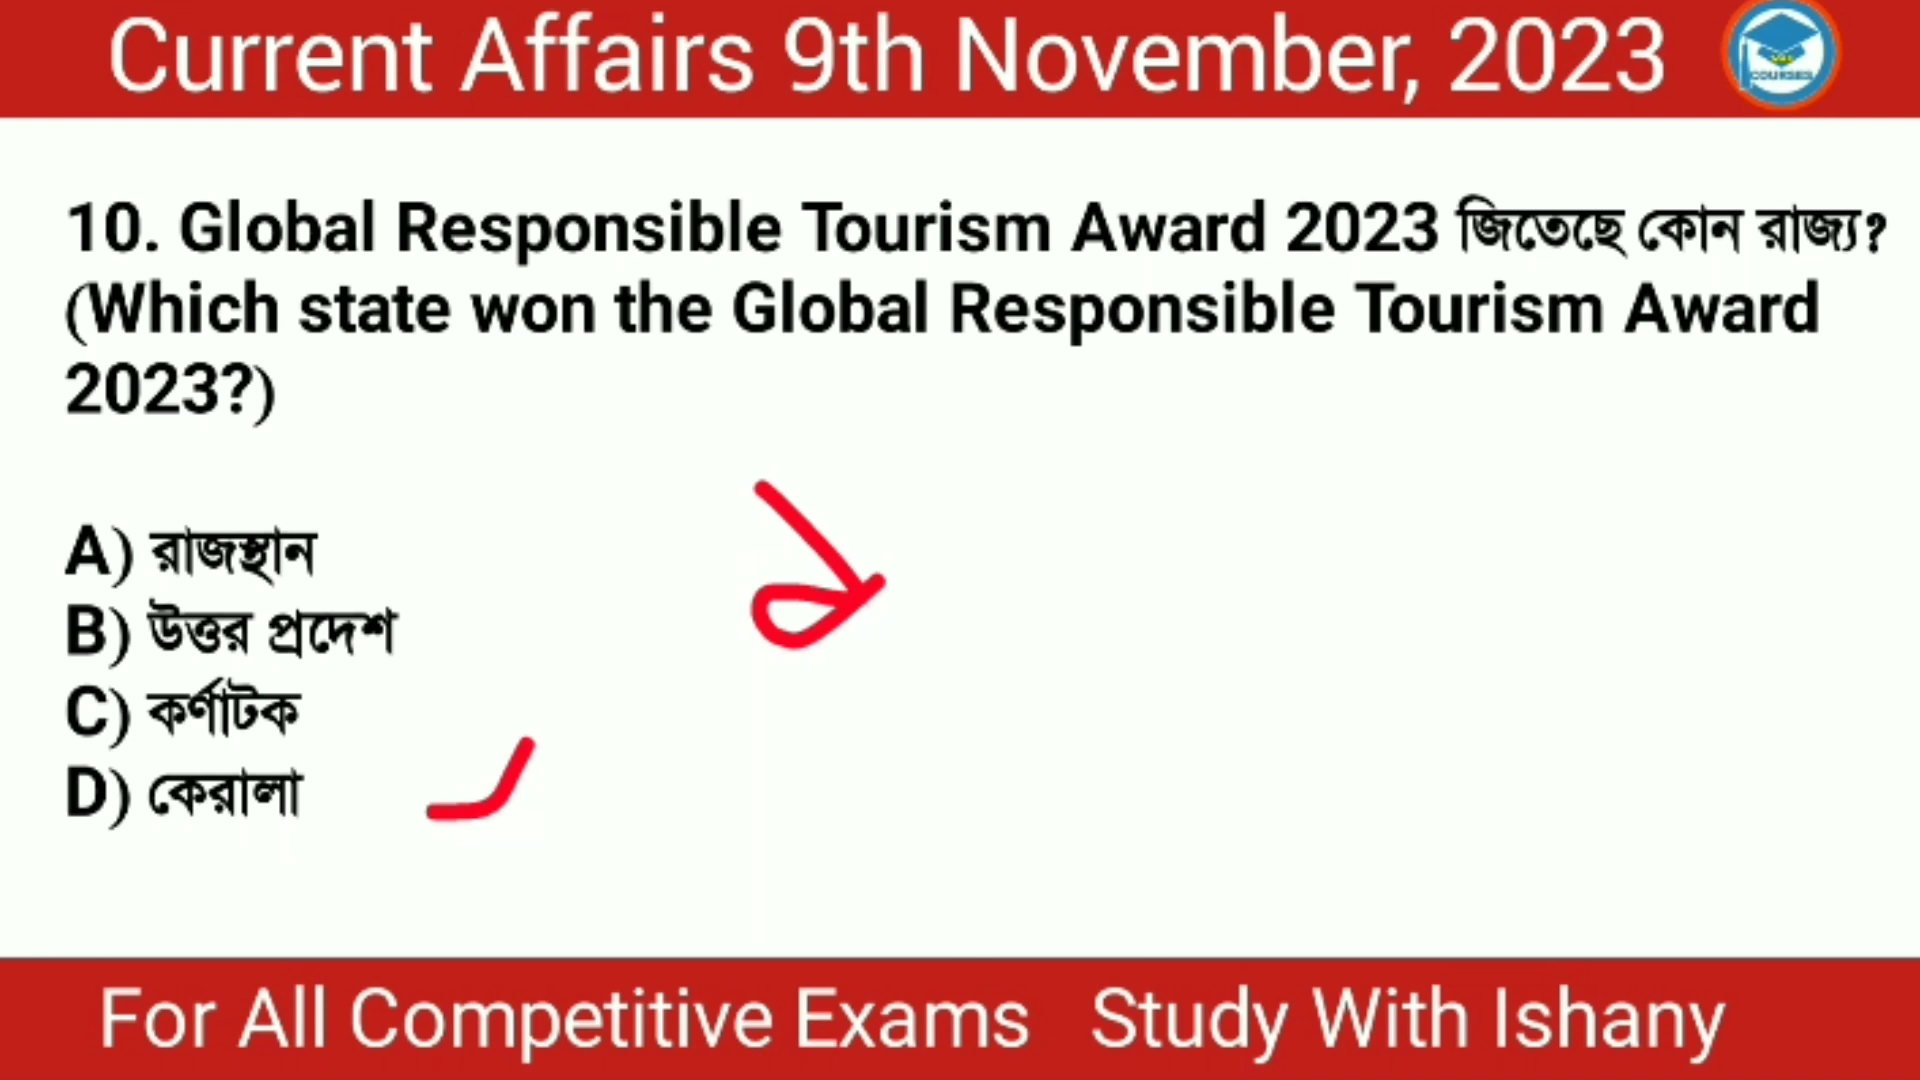 Current Affairs 9th November, 2023
COURSES
10. Global Responsible Tourism Award 2023 জিতেছে কোন রাজ্য?
(Which state won the Global Responsible Tourism Award
2023?)
A) রাজস্থান
B) উত্তর প্রদেশ
C) কর্ণাটক
D) কেরালা
For All Competitive Exams Study With Ishany